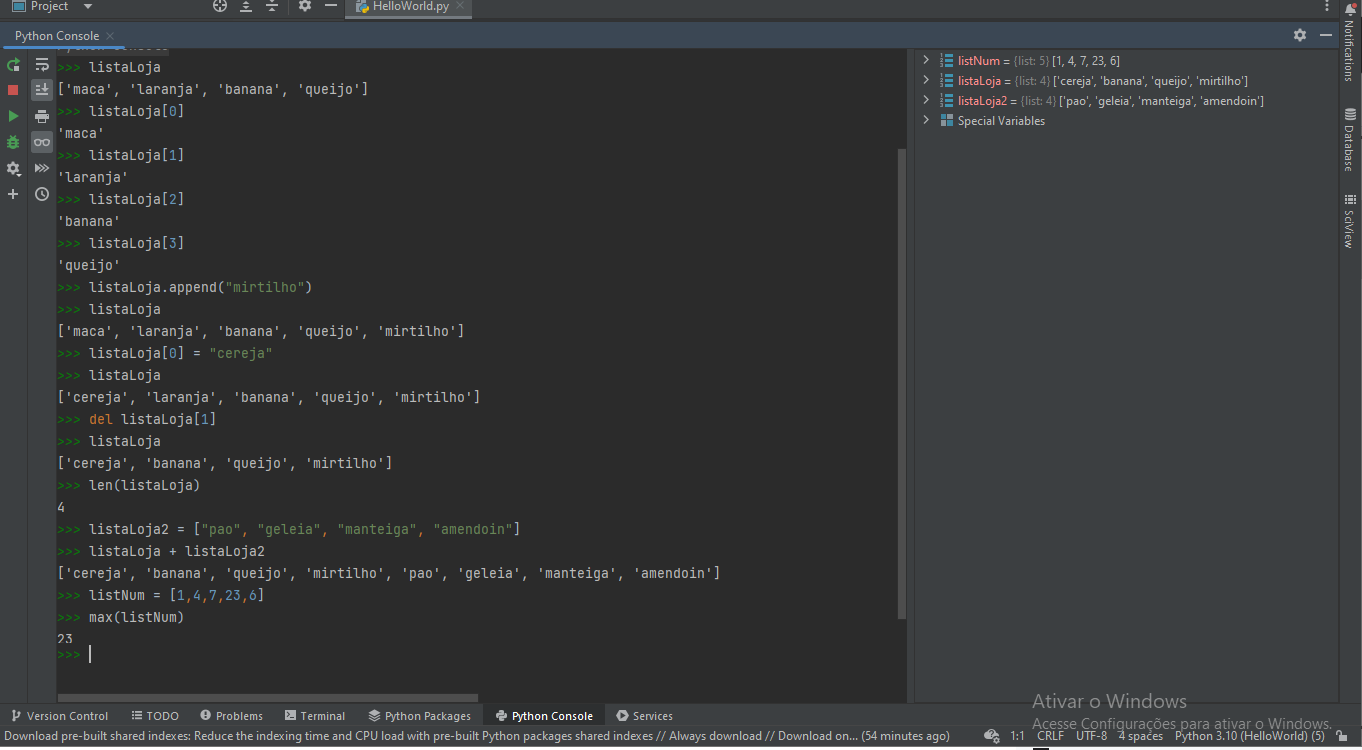 Project
HelloWorld.py
Python Console
>>> listaLoja
['maca', 'laranja', 'banana', 'queijo']
>>> listaLoja[0]
'maca'
>>> listaLoja[1]
'laranja'
>>> listaLoja[2]
'banana'
>>> listaLoja[3]
'queijo'
>>> listaLoja.append("mirtilho")
>>> listaLoja
['maca', 'laranja', 'banana', 'queijo', 'mirtilho']
>>> listaLoja[0] = "cereja"
>>> listaLoja
['cereja', 'laranja', 'banana', 'queijo', 'mirtilho']
>>> del listaLoja[1]
>>> listaLoja
['cereja', 'banana', 'queijo', 'mirtilho']
>>> len(listaLoja)
4
>>> listaLoja2 = ["pao", "geleia", "manteiga", "amendoin"]
>>> listaLoja + listaLoja2
['cereja', 'banana', 'queijo', 'mirtilho', 'pao', 'geleia', 'manteiga', 'amendoin']
>>> listNum = [1,4,7,23,6]
>>> max(listNum)
23
>>>
listNum = {list: 5} [1, 4, 7, 23, 6]
listaLoja = {list: 4} ['cereja', 'banana', 'queijo', 'mirtilho']
listaLoja2 = {list: 4} ['pao', 'geleia', 'manteiga', 'amendoin']
Special Variables
Notifications
Database
SciView
Ativar o Windows
Acesse Configurações para ativar o Windows.
Version Control
TODO
Problems
Terminal
Python Packages
Python Console
Services
Download pre-built shared indexes: Reduce the indexing time and CPU load with pre-built Python packages shared indexes // Always download // Download on... (54 minutes ago)
1:1 CRLF UTF-8 4 spaces Python 3.10 (HelloWorld) (5)